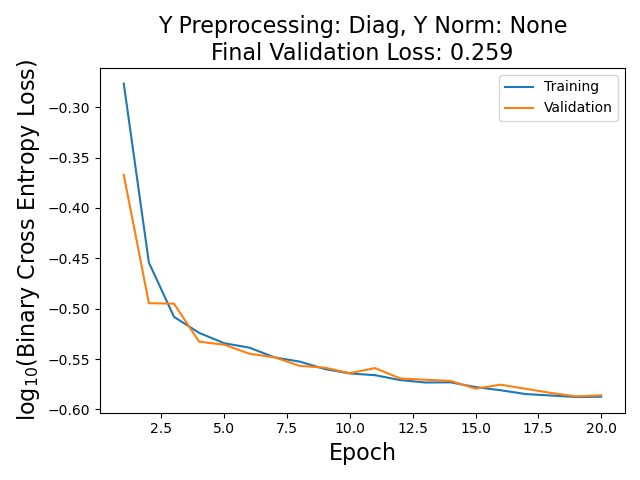 Y Preprocessing: Diag, Y Norm: None
Final Validation Loss: 0.259
Training
Validation
log₁₀(Binary Cross Entropy Loss)
−0.30
−0.35
−0.40
−0.45
−0.50
−0.55
−0.60
2.5 5.0 7.5 10.0 12.5 15.0 17.5 20.0
Epoch